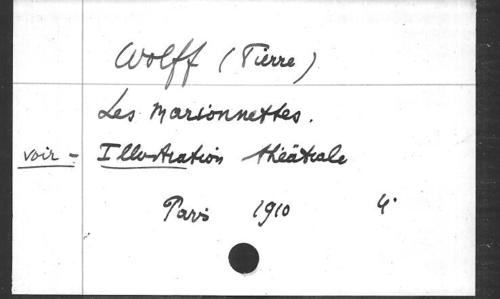 Wolff (Pierre)
Les Marionnettes.
voir = Illustration théâtrale
Paris 1910 4°